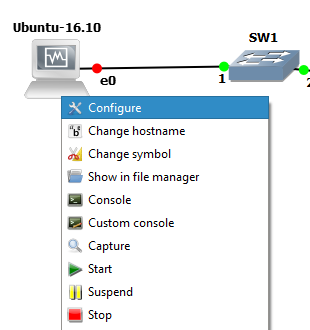 Ubuntu-16.10
SW1
e0
1
Configure
Change hostname
Change symbol
Show in file manager
Console
Custom console
Capture
Start
Suspend
Stop